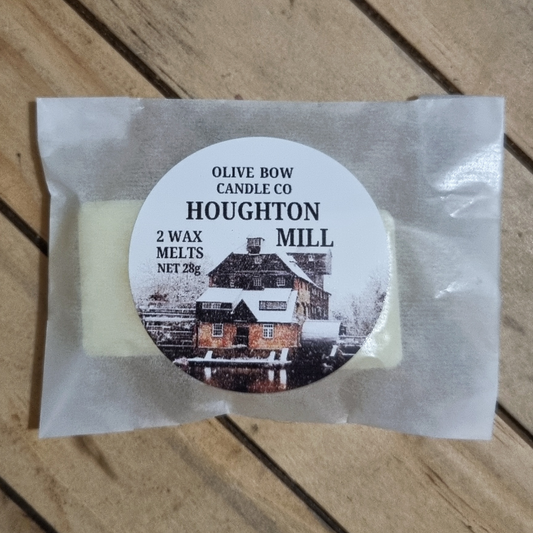 OLIVE BOW
CANDLE CO
HOUGHTON
MILL
2 WAX
MELTS
NET 28g